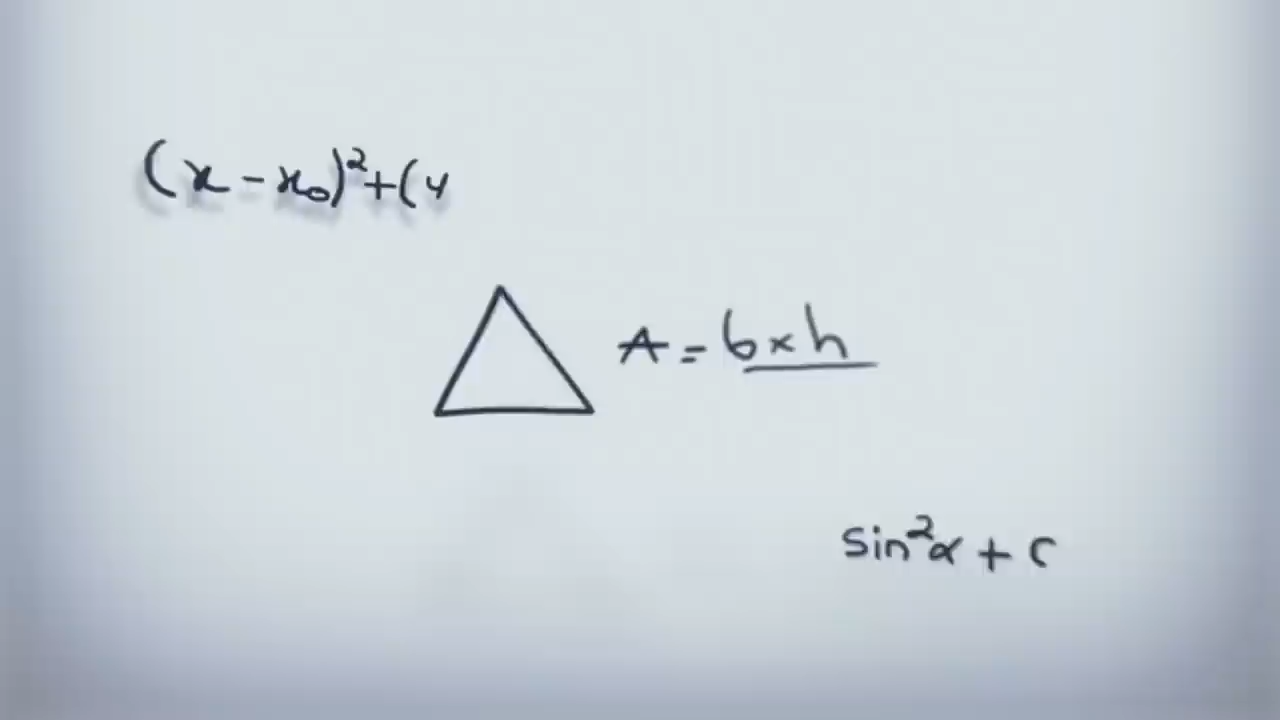 (x - x₀)² + (y
A = b × h
sin²α + c